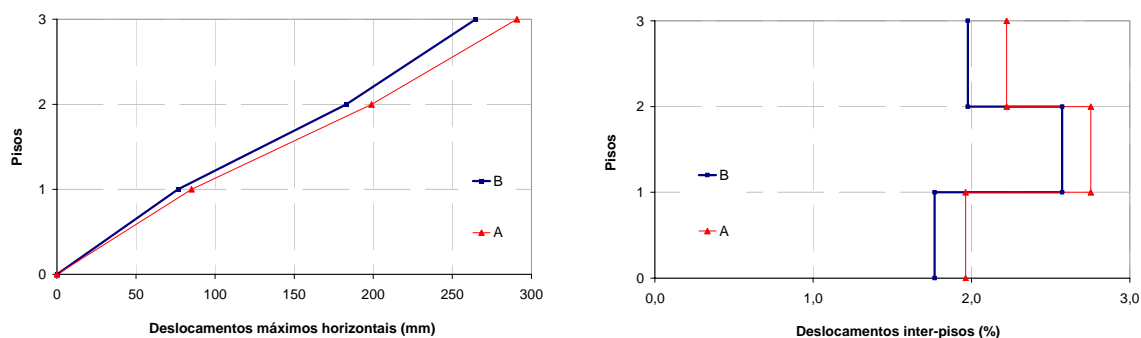 3
2
1
0
Pisos
B
A
0
50
100
150
200
250
300
Deslocamentos máximos horizontais (mm)
3
2
1
0
Pisos
B
A
0,0
1,0
2,0
3,0
Deslocamentos inter-pisos (%)